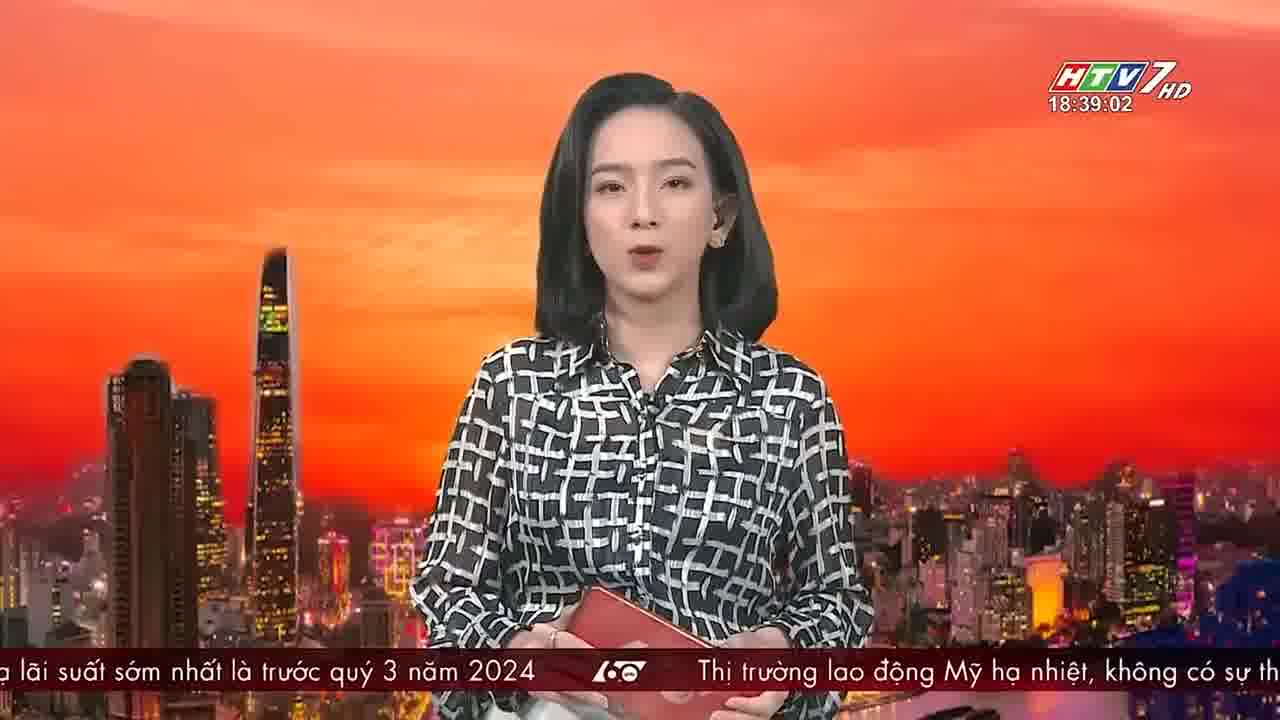 HTV7 HD
18:39:02
lãi suất sớm nhất là trước quý 3 năm 2024
Thị trường lao động Mỹ hạ nhiệt, không có sự